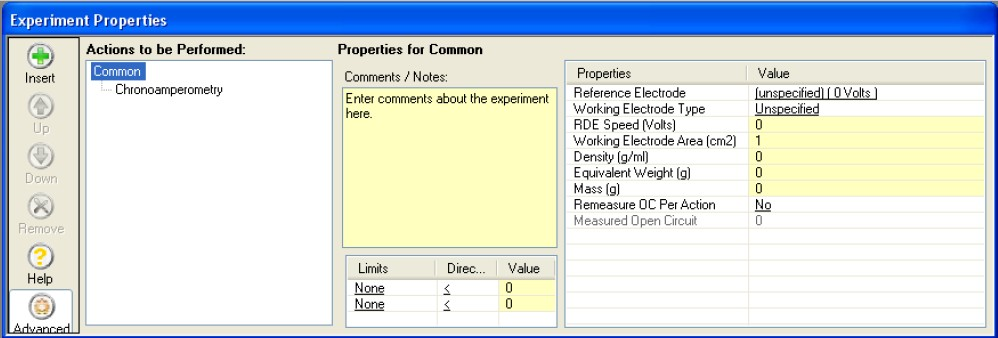 Experiment Properties
Insert
Up
Down
Remove
Help
Advanced
Actions to be Performed:
Common
Chronoamperometry
Properties for Common
Comments / Notes:
Enter comments about the experiment
here.
Limits Direc... Value
None < 0
None < 0
Properties Value
Reference Electrode (unspecified) ( 0 Volts )
Working Electrode Type Unspecified
RDE Speed (Volts) 0
Working Electrode Area (cm2) 1
Density (g/ml) 0
Equivalent Weight (g) 0
Mass (g) 0
Remeasure OC Per Action No
Measured Open Circuit 0